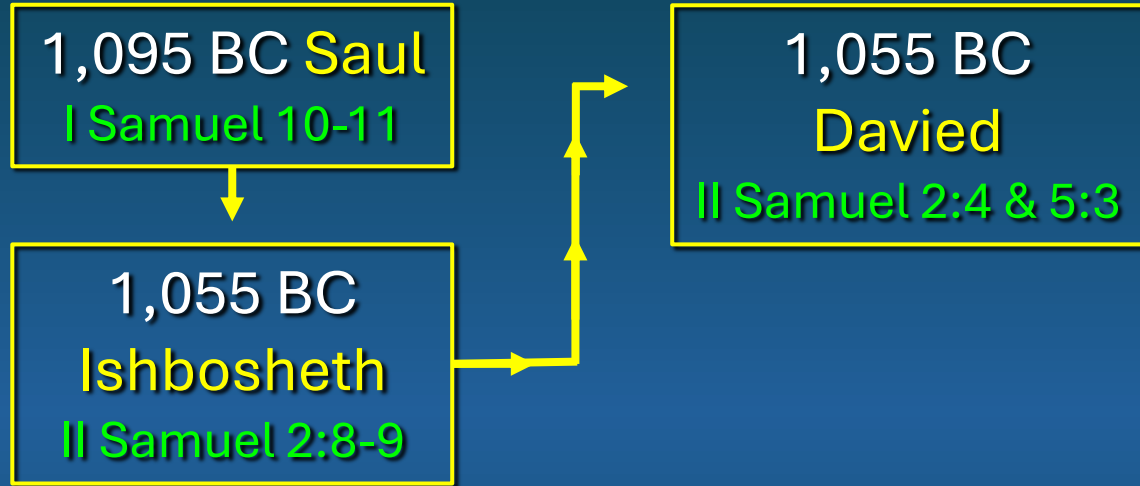 1,095 BC Saul
I Samuel 10-11
1,055 BC
Ishbosheth
II Samuel 2:8-9
1,055 BC
Davied
II Samuel 2:4 & 5:3